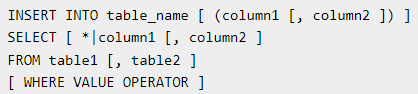 INSERT INTO table_name [ (column1 [, column2 ]) ]
SELECT [ *|column1 [, column2 ]
FROM table1 [, table2 ]
[ WHERE VALUE OPERATOR ]